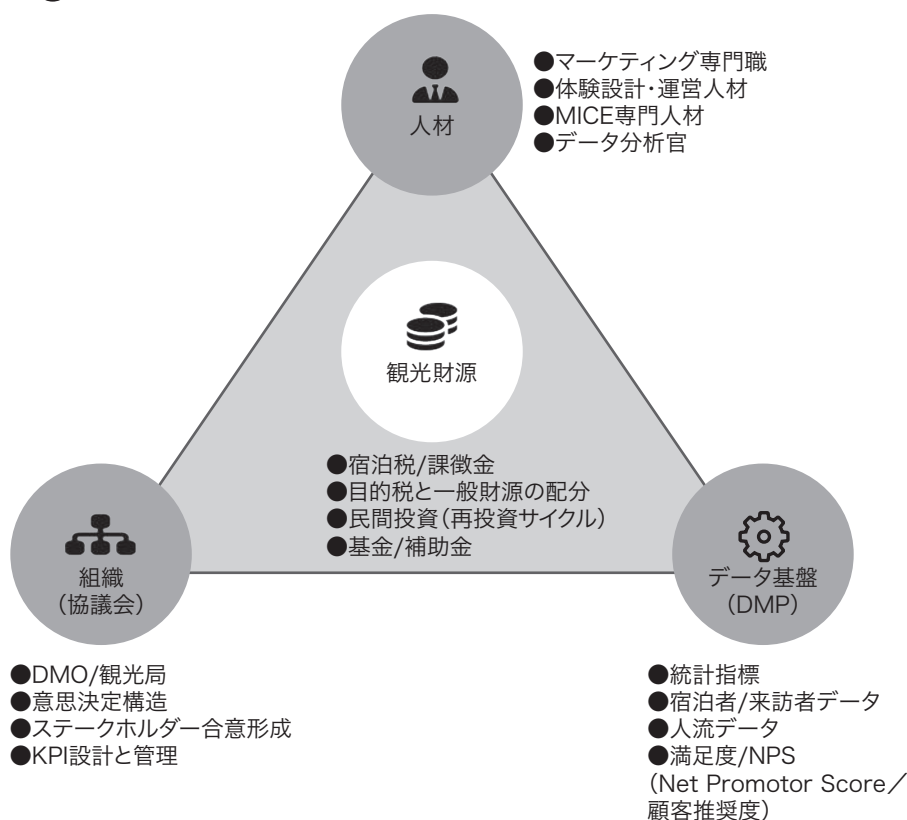 ●マーケティング専門職
●体験設計・運営人材
●MICE専門人材
●データ分析官
人材
観光財源
●宿泊税/課徴金
●目的税と一般財源の配分
●民間投資(再投資サイクル)
●基金/補助金
組織
(協議会)
●DMO/観光局
●意思決定構造
●ステークホルダー合意形成
●KPI設計と管理
データ基盤
(DMP)
●統計指標
●宿泊者/来訪者データ
●人流データ
●満足度/NPS
(Net Promotor Score/
顧客推奨度)